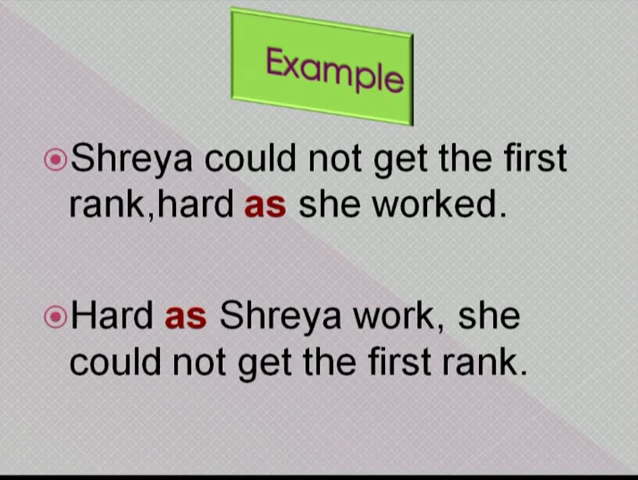 Example
Shreya could not get the first
rank,hard as she worked.
Hard as Shreya work, she
could not get the first rank.